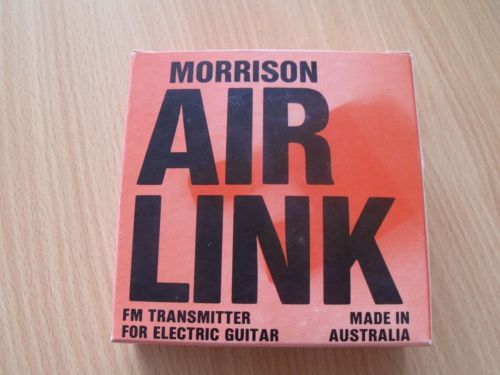 MORRISON
AIR
LINK
FM TRANSMITTER
FOR ELECTRIC GUITAR
MADE IN
AUSTRALIA